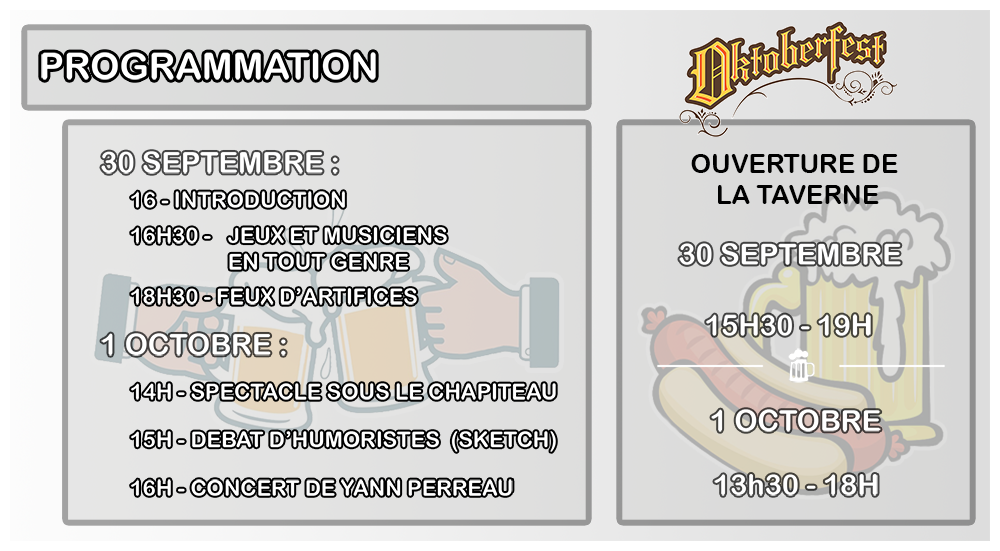 PROGRAMMATION
30 SEPTEMBRE :
16 - INTRODUCTION
16H30 - JEUX ET MUSICIENS
EN TOUT GENRE
18H30 - FEUX D'ARTIFICES
1 OCTOBRE :
14H - SPECTACLE SOUS LE CHAPITEAU
15H - DEBAT D'HUMORISTES (SKETCH)
16H - CONCERT DE YANN PERREAU
Oktoberfest
OUVERTURE DE
LA TAVERNE
30 SEPTEMBRE
15H30 - 19H
1 OCTOBRE
13h30 - 18H